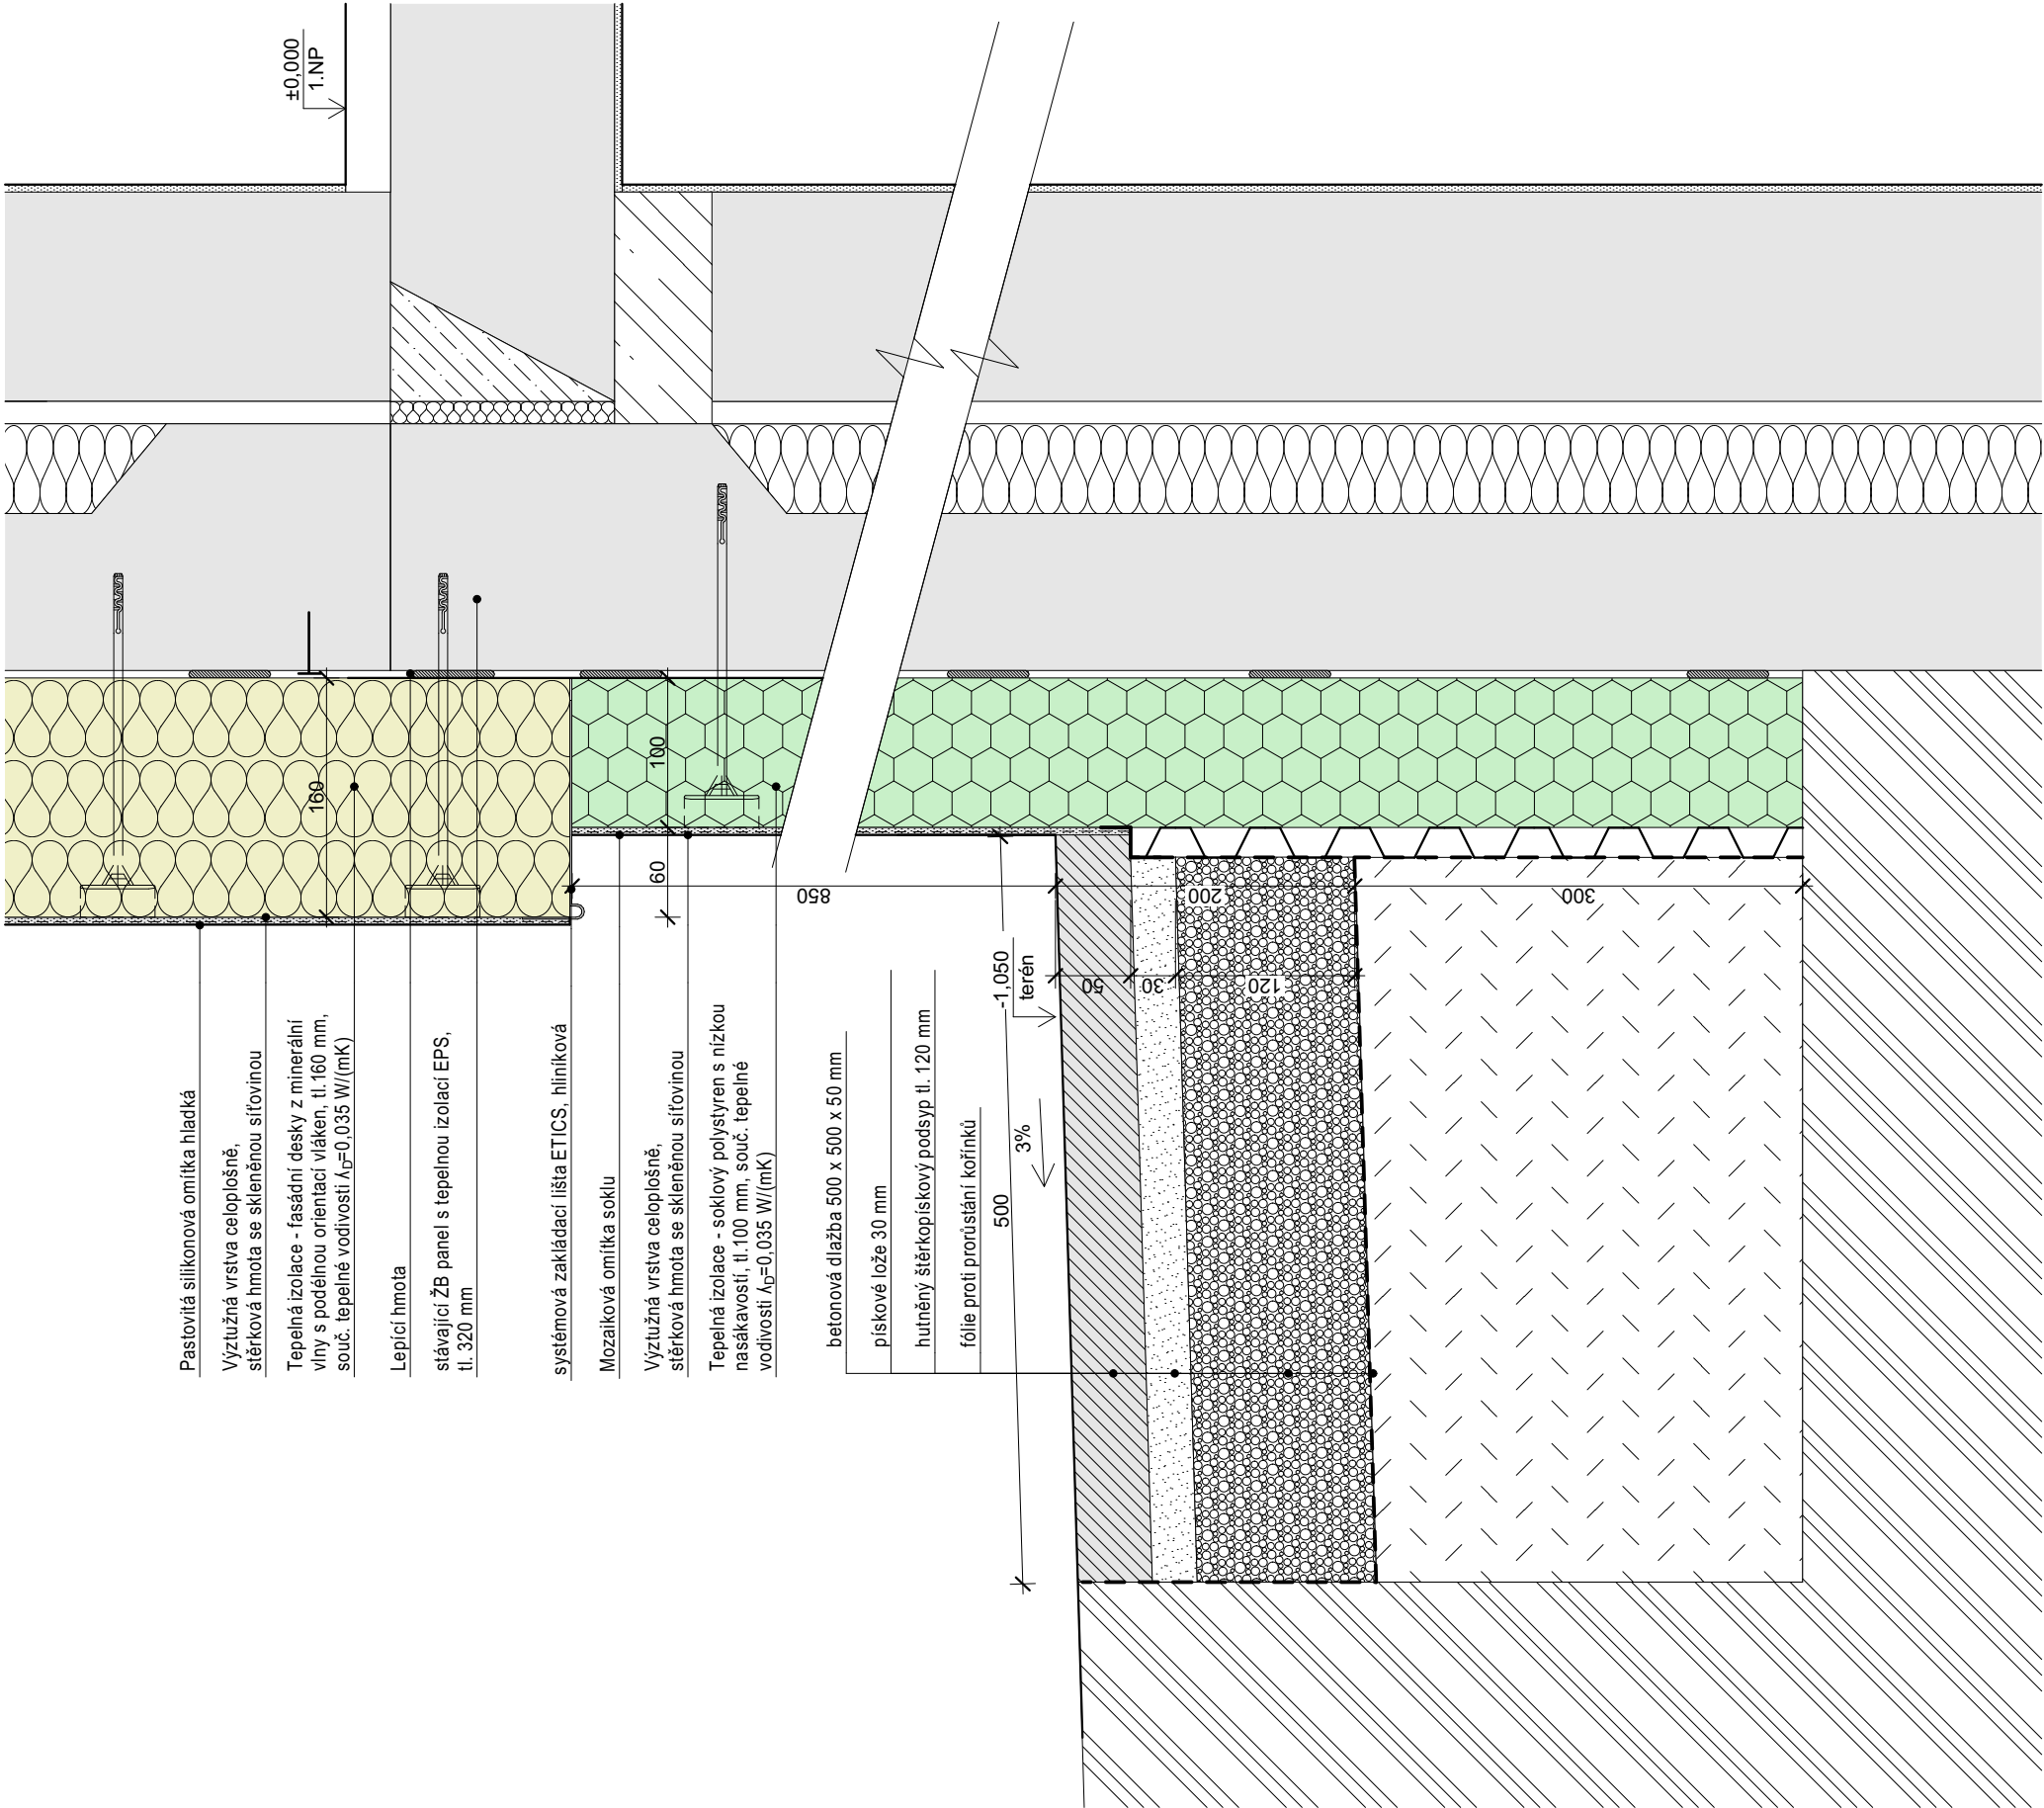 ±0,000
1.NP
160
100
60
850
200
300
50
30
120
-1,050
terén
500
3%
Pastovitá silikonová omítka hladká
Výztužná vrstva celoplošně,
stěrková hmota se skleněnou síťovinou
Tepelná izolace - fasádní desky z minerální
vlny s podélnou orientací vláken, tl.160 mm,
souč. tepelné vodivosti ΛD=0,035 W/(mK)
Lepící hmota
stávající ŽB panel s tepelnou izolací EPS,
tl. 320 mm
systémová zakládací lišta ETICS, hliníková
Mozaiková omítka soklu
Výztužná vrstva celoplošně,
stěrková hmota se skleněnou síťovinou
Tepelná izolace - soklový polystyren s nízkou
nasákavostí, tl.100 mm, souč. tepelné
vodivosti ΛD=0,035 W/(mK)
betonová dlažba 500 x 500 x 50 mm
pískové lože 30 mm
hutněný štěrkopískový podsyp tl. 120 mm
fólie proti prorůstání kořínků